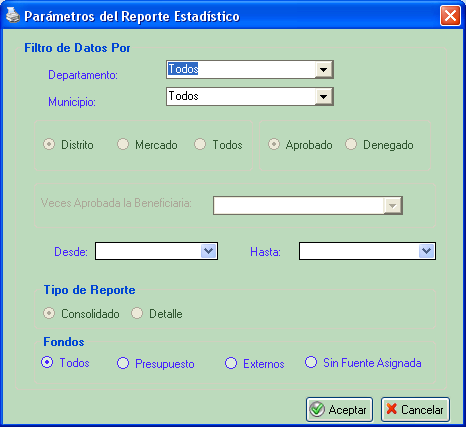 Parámetros del Reporte Estadístico
Filtro de Datos Por
Departamento: Todos
Municipio: Todos
Distrito Mercado Todos Aprobado Denegado
Veces Aprobada la Beneficiaria:
Desde: Hasta:
Tipo de Reporte
Consolidado Detalle
Fondos
Todos Presupuesto Externos Sin Fuente Asignada
Aceptar Cancelar